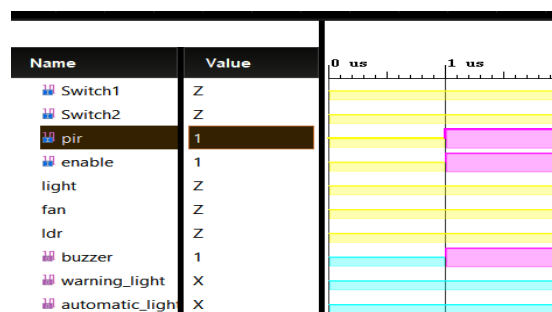 Name Value 0 us 1 us
Switch1 Z
Switch2 Z
pir 1
enable 1
light Z
fan Z
ldr Z
buzzer 1
warning_light X
automatic_light X